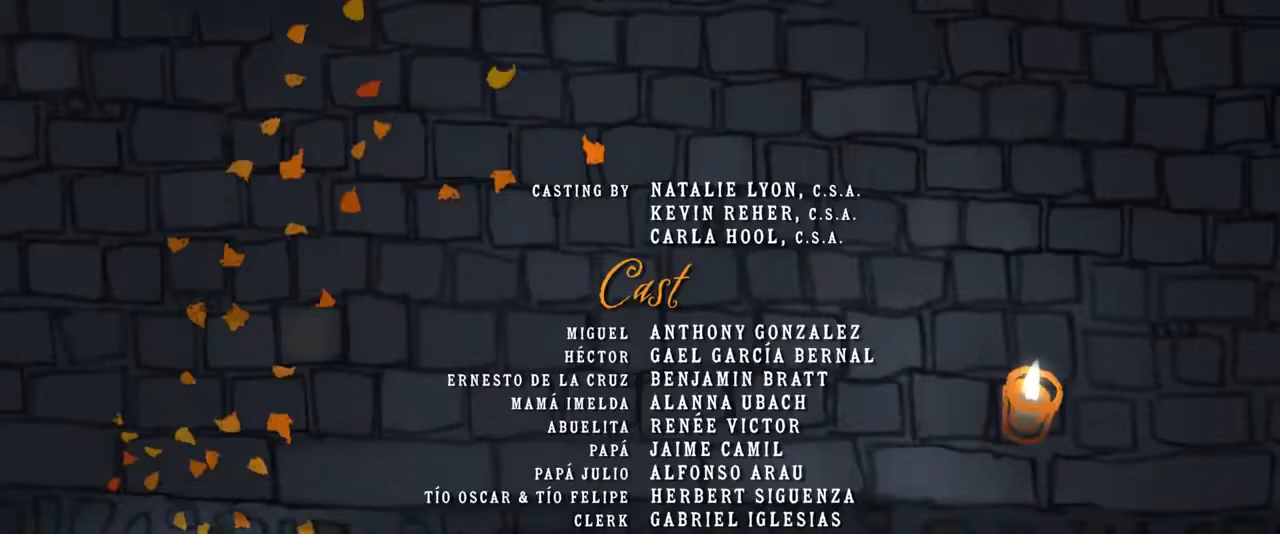 CASTING BY NATALIE LYON, C.S.A.
KEVIN REHER, C.S.A.
CARLA HOOL, C.S.A.
Cast
MIGUEL ANTHONY GONZALEZ
HÉCTOR GAEL GARCÍA BERNAL
ERNESTO DE LA CRUZ BENJAMIN BRATT
MAMÁ IMELDA ALANNA UBACH
ABUELITA RENÉE VICTOR
PAPÁ JAIME CAMIL
PAPÁ JULIO ALFONSO ARAU
TÍO OSCAR & TÍO FELIPE HERBERT SIGUENZA
CLERK GABRIEL IGLESIAS